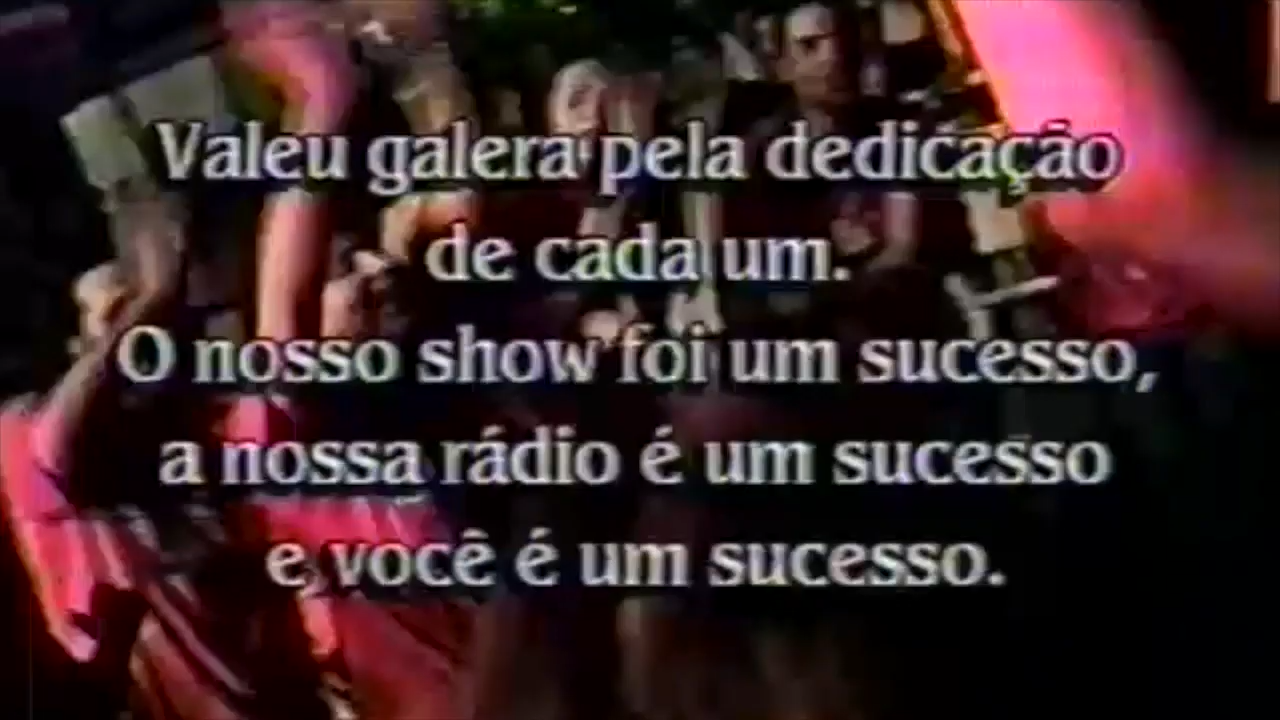 Valeu galera pela dedicação
de cada um.
O nosso show foi um sucesso,
a nossa rádio é um sucesso
e você é um sucesso.